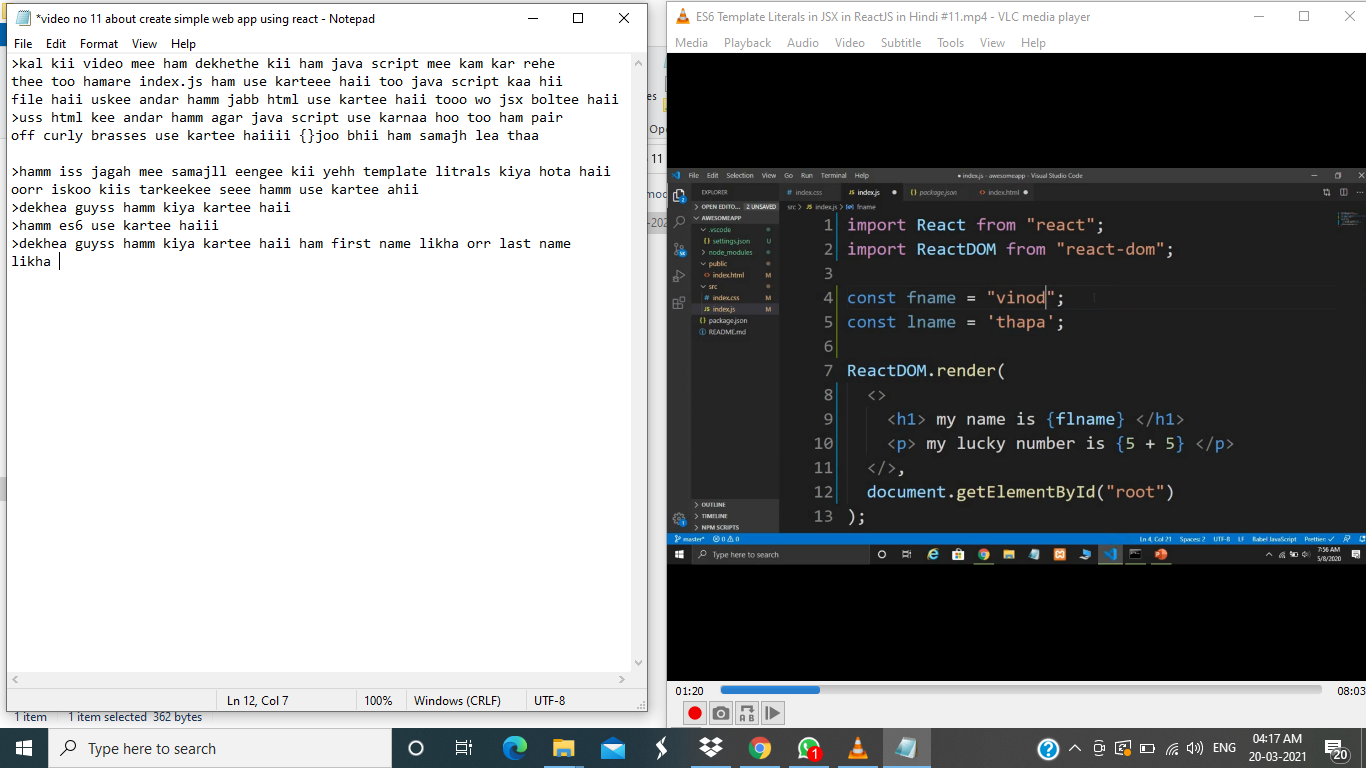 *video no 11 about create simple web app using react - Notepad
File Edit Format View Help
>kal kii video mee ham dekhethe kii ham java script mee kam kar rehe
thee too hamare index.js ham use karteee haii too java script kaa hii
file haii uskee andar hamm jabb html use kartee haii tooo wo jsx boltee haii
>uss html kee andar hamm agar java script use karnaa hoo too ham pair
off curly brasses use kartee haiiii {}joo bhii ham samajh lea thaa
>hamm iss jagah mee samajll eengee kii yehh template litrals kiya hota haii
oorr iskoo kiis tarkeekee seee hamm use kartee ahii
>dekhea guyss hamm kiya kartee haii
>hamm es6 use kartee haiii
>dekhea guyss hamm kiya kartee haii ham first name likha orr last name
likha
Ln 12, Col 7
100%
Windows (CRLF)
UTF-8
1 item 1 item selected 362 bytes
es
Ope
11
mod
-202
ES6 Template Literals in JSX in ReactJS in Hindi #11.mp4 - VLC media player
Media Playback Audio Video Subtitle Tools View Help
File Edit Selection View Go Run Terminal Help
● index.js - awesomeapp - Visual Studio Code
EXPLORER
OPEN EDITO... 2 UNSAVED
AWESOMEAPP
.vscode
settings.json U
node_modules
public
index.html M
src
index.css M
index.js M
package.json
README.md
OUTLINE
TIMELINE
NPM SCRIPTS
index.css
index.js
package.json
index.html
src > index.js > fname
1 import React from "react";
2 import ReactDOM from "react-dom";
3
4 const fname = "vinod";
5 const lname = 'thapa';
6
7 ReactDOM.render(
8 <>
9 <h1> my name is {flname} </h1>
10 <p> my lucky number is {5 + 5} </p>
11 </>,
12 document.getElementById("root")
13 );
master* 0 0
Ln 4, Col 21 Spaces: 2 UTF-8 LF Babel JavaScript Prettier: ✓
Type here to search
7:56 AM
5/8/2020
01:20
08:03
A B
Type here to search
1
ENG
04:17 AM
20-03-2021
20